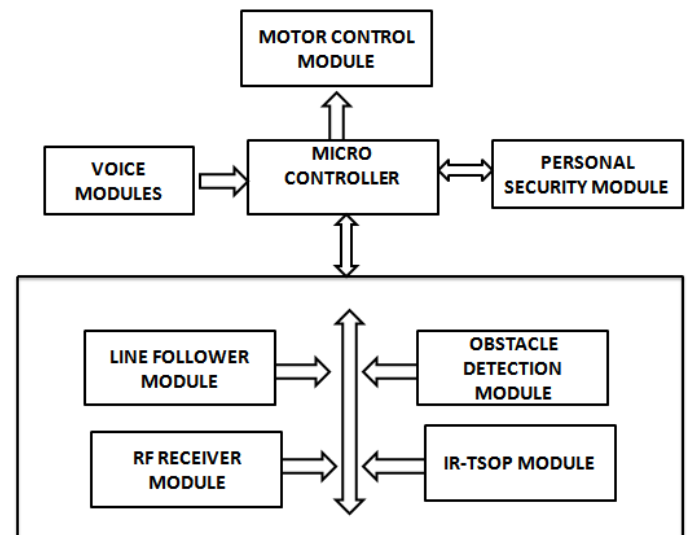 MOTOR CONTROL
MODULE
VOICE
MODULES
MICRO
CONTROLLER
PERSONAL
SECURITY MODULE
LINE FOLLOWER
MODULE
OBSTACLE
DETECTION
MODULE
RF RECEIVER
MODULE
IR-TSOP MODULE